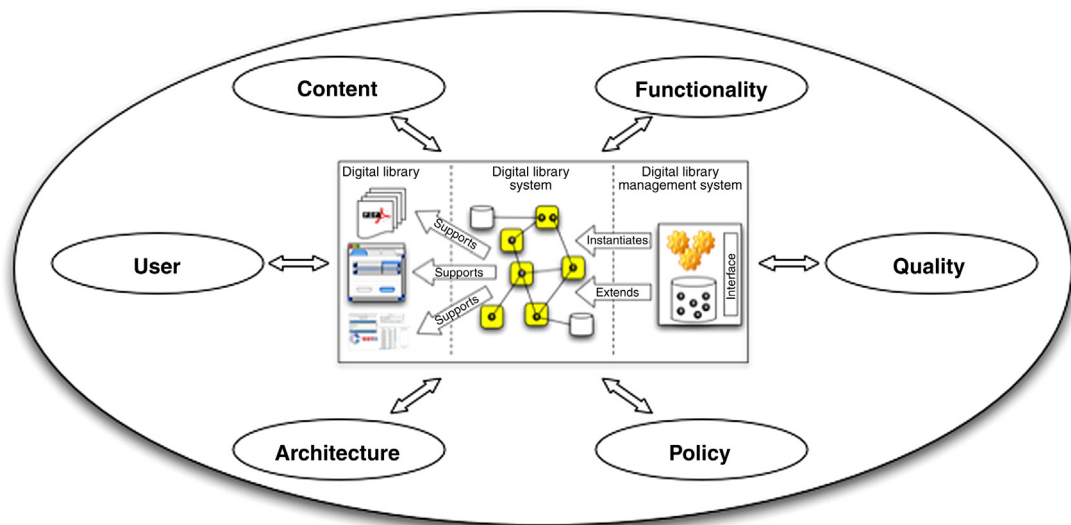 Content
Functionality
Digital library
Digital library
system
Digital library
management system
Supports
Instantiates
User
Supports
Interface
Quality
Extends
Supports
Architecture
Policy